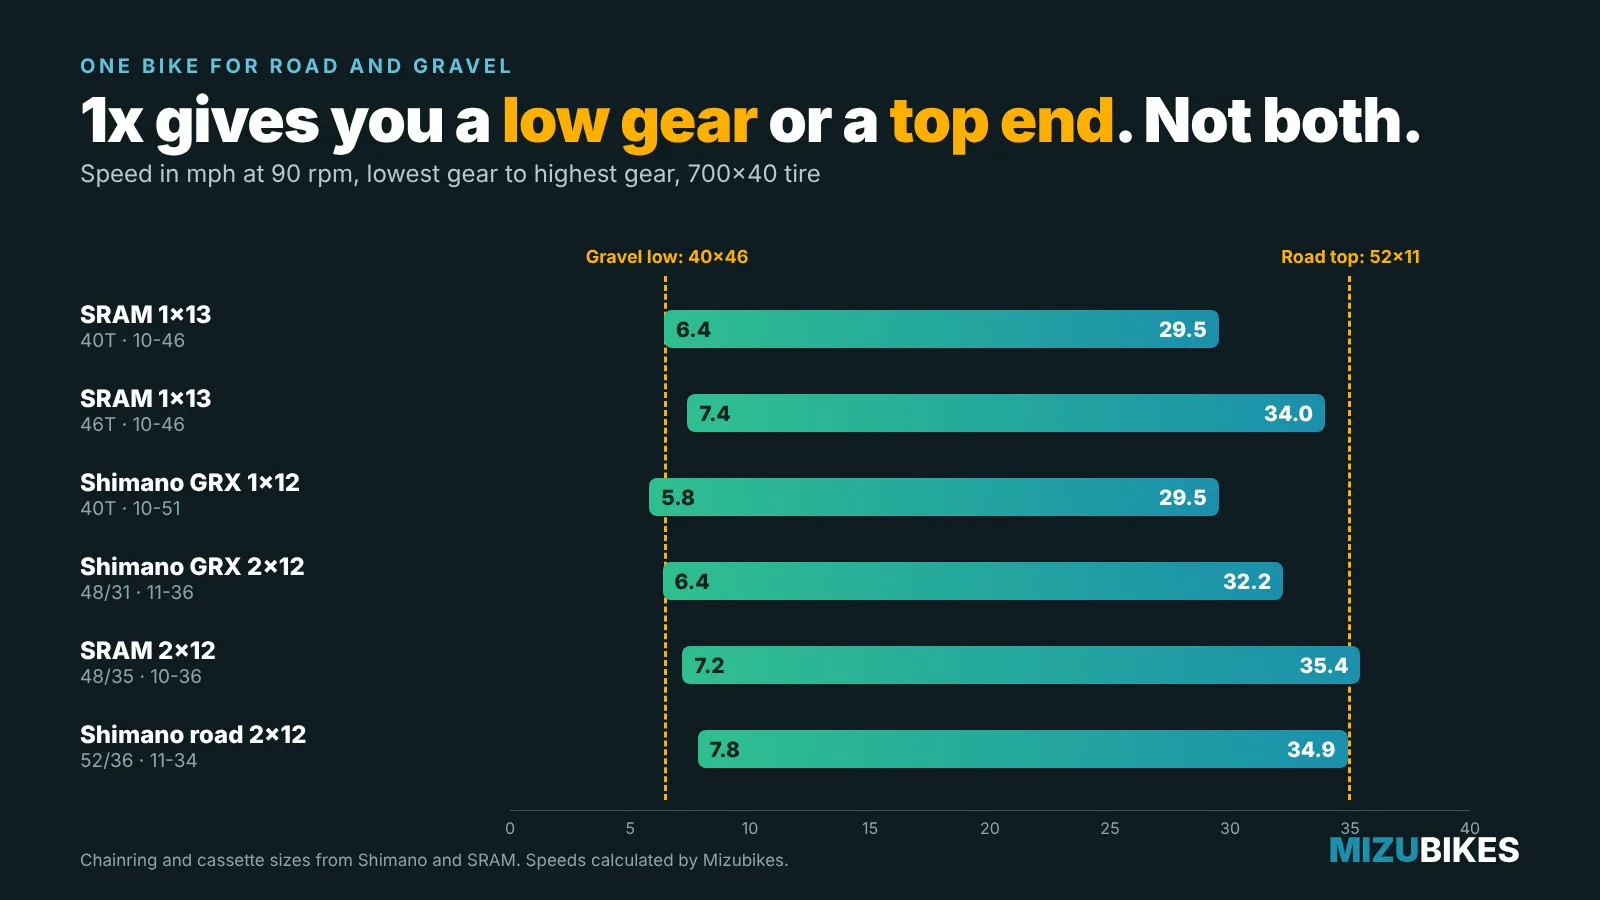 ONE BIKE FOR ROAD AND GRAVEL
1x gives you a low gear or a top end. Not both.
Speed in mph at 90 rpm, lowest gear to highest gear, 700×40 tire
Gravel low: 40×46
Road top: 52×11
SRAM 1×13
40T · 10-46
6.4
29.5
SRAM 1×13
46T · 10-46
7.4
34.0
Shimano GRX 1×12
40T · 10-51
5.8
29.5
Shimano GRX 2×12
48/31 · 11-36
6.4
32.2
SRAM 2×12
48/35 · 10-36
7.2
35.4
Shimano road 2×12
52/36 · 11-34
7.8
34.9
0 5 10 15 20 25 30 35 40
Chainring and cassette sizes from Shimano and SRAM. Speeds calculated by Mizubikes.
MIZUBIKES